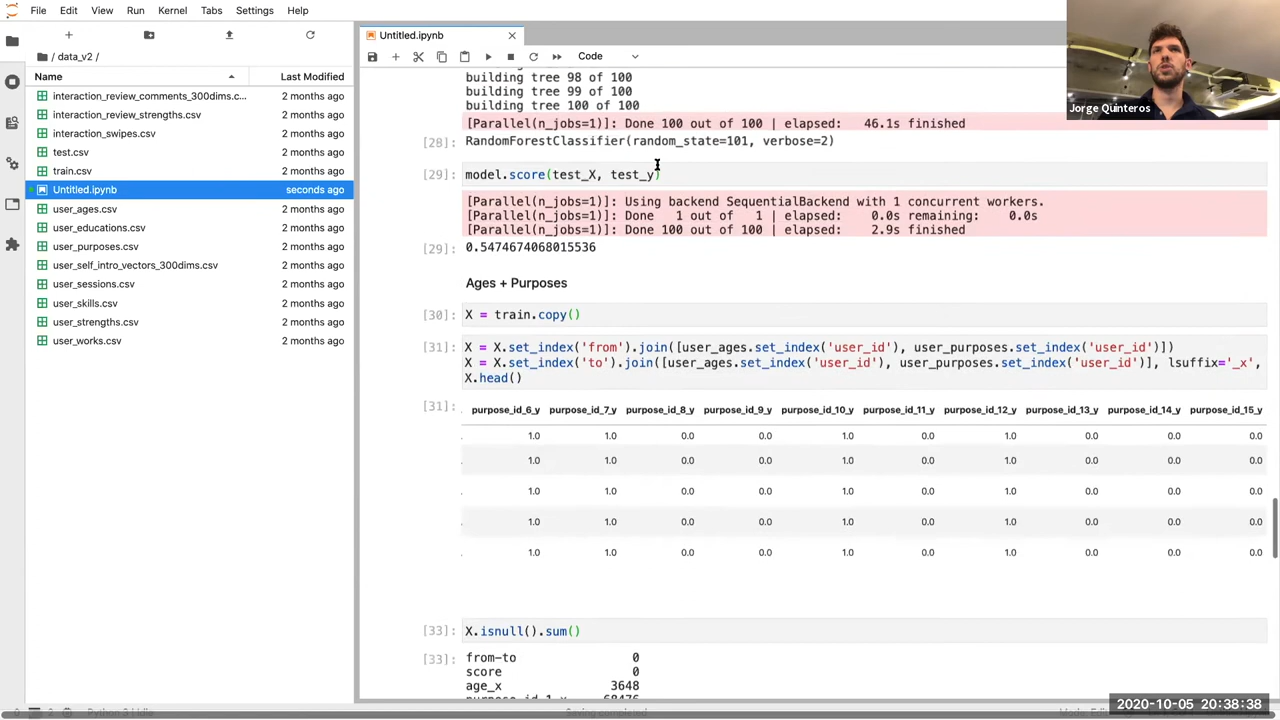 File Edit View Run Kernel Tabs Settings Help
/ data_v2 /
Name Last Modified
interaction_review_comments_300dims.c... 2 months ago
interaction_review_strengths.csv 2 months ago
interaction_swipes.csv 2 months ago
test.csv 2 months ago
train.csv 2 months ago
Untitled.ipynb seconds ago
user_ages.csv 2 months ago
user_educations.csv 2 months ago
user_purposes.csv 2 months ago
user_self_intro_vectors_300dims.csv 2 months ago
user_sessions.csv 2 months ago
user_skills.csv 2 months ago
user_strengths.csv 2 months ago
user_works.csv 2 months ago
Untitled.ipynb
Code
building tree 98 of 100
building tree 99 of 100
building tree 100 of 100
[Parallel(n_jobs=1)]: Done 100 out of 100 | elapsed: 46.1s finished
[28]: RandomForestClassifier(random_state=101, verbose=2)
[29]: model.score(test_X, test_y)
[Parallel(n_jobs=1)]: Using backend SequentialBackend with 1 concurrent workers.
[Parallel(n_jobs=1)]: Done 1 out of 1 | elapsed: 0.0s remaining: 0.0s
[Parallel(n_jobs=1)]: Done 100 out of 100 | elapsed: 2.9s finished
[29]: 0.5474674068015536
Ages + Purposes
[30]: X = train.copy()
[31]: X = X.set_index('from').join([user_ages.set_index('user_id'), user_purposes.set_index('user_id')])
X = X.set_index('to').join([user_ages.set_index('user_id'), user_purposes.set_index('user_id')], lsuffix='_x',
X.head()
[31]: purpose_id_6_y purpose_id_7_y purpose_id_8_y purpose_id_9_y purpose_id_10_y purpose_id_11_y purpose_id_12_y purpose_id_13_y purpose_id_14_y purpose_id_15_y
1.0 1.0 0.0 0.0 1.0 0.0 1.0 0.0 0.0 0.0
1.0 1.0 0.0 0.0 1.0 0.0 1.0 0.0 0.0 0.0
1.0 1.0 0.0 0.0 1.0 0.0 1.0 0.0 0.0 0.0
1.0 1.0 0.0 0.0 1.0 0.0 1.0 0.0 0.0 0.0
1.0 1.0 0.0 0.0 1.0 0.0 1.0 0.0 0.0 0.0
[33]: X.isnull().sum()
[33]: from-to 0
score 0
age_x 3648
Jorge Quinteros
2020-10-05 20:38:38